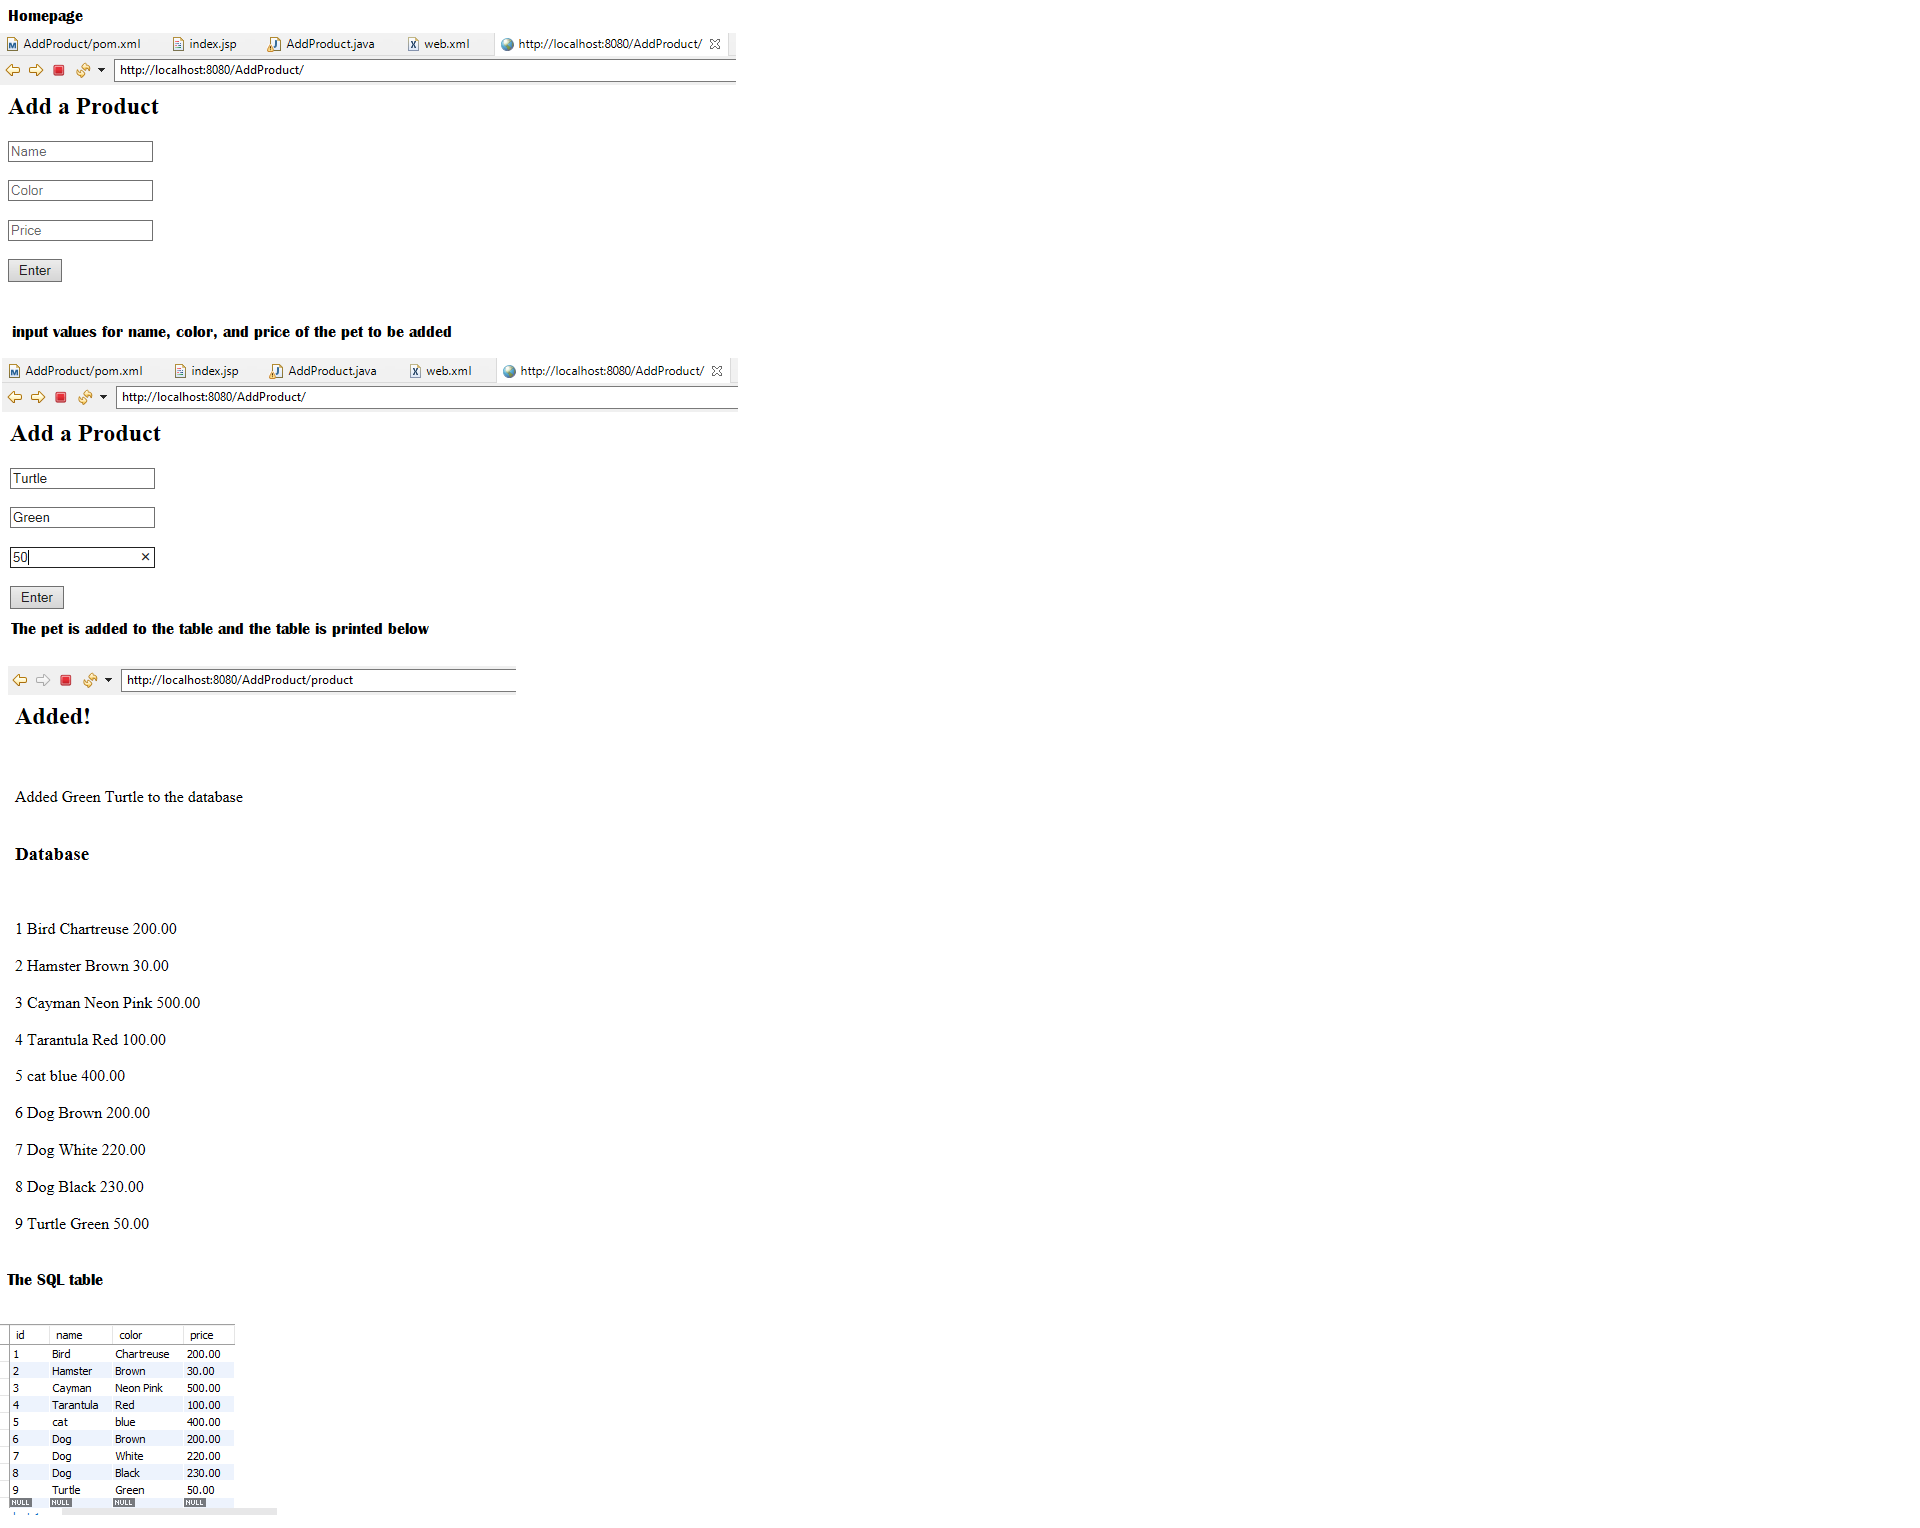 Homepage
AddProduct/pom.xml index.jsp AddProduct.java web.xml http://localhost:8080/AddProduct/
http://localhost:8080/AddProduct/
Add a Product
Name
Color
Price
Enter
input values for name, color, and price of the pet to be added
AddProduct/pom.xml index.jsp AddProduct.java web.xml http://localhost:8080/AddProduct/
http://localhost:8080/AddProduct/
Add a Product
Turtle
Green
50
Enter
The pet is added to the table and the table is printed below
http://localhost:8080/AddProduct/product
Added!
Added Green Turtle to the database
Database
1 Bird Chartreuse 200.00
2 Hamster Brown 30.00
3 Cayman Neon Pink 500.00
4 Tarantula Red 100.00
5 cat blue 400.00
6 Dog Brown 200.00
7 Dog White 220.00
8 Dog Black 230.00
9 Turtle Green 50.00
The SQL table
id name color price
1 Bird Chartreuse 200.00
2 Hamster Brown 30.00
3 Cayman Neon Pink 500.00
4 Tarantula Red 100.00
5 cat blue 400.00
6 Dog Brown 200.00
7 Dog White 220.00
8 Dog Black 230.00
9 Turtle Green 50.00
NULL NULL NULL NULL